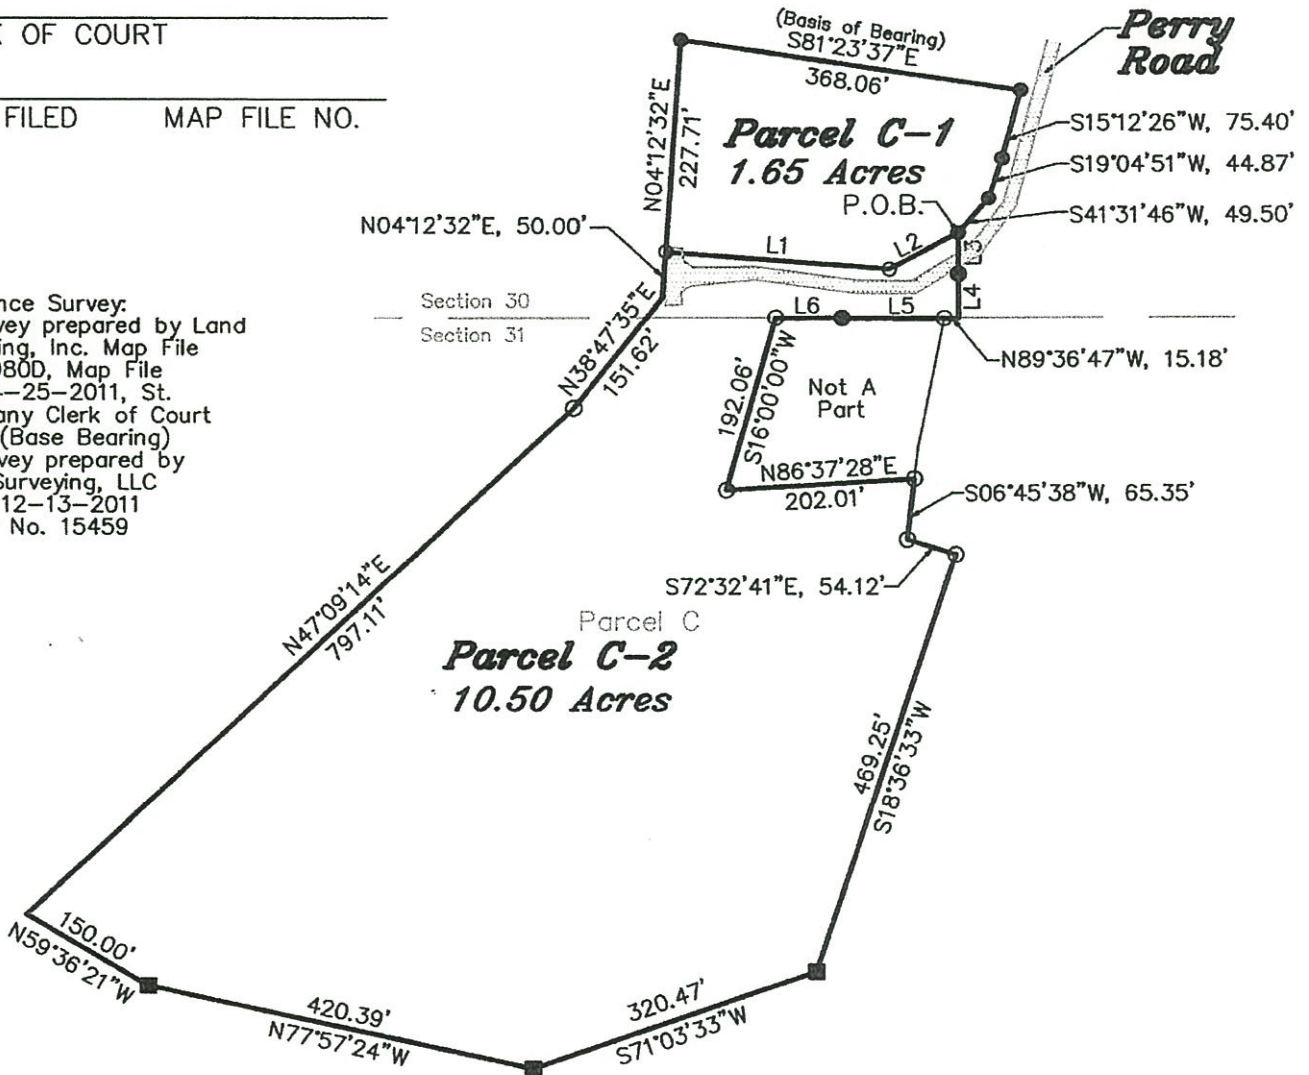 OF COURT
FILED MAP FILE NO.
nce Survey:
vey prepared by Land
ing, Inc. Map File
980D, Map File
-25-2011, St.
any Clerk of Court
(Base Bearing)
vey prepared by
Surveying, LLC
12-13-2011
No. 15459
(Basis of Bearing)
S81°23'37"E
368.06'
Perry
Road
N04°12'32"E
227.71'
Parcel C-1
1.65 Acres
P.O.B.
S15°12'26"W, 75.40'
S19°04'51"W, 44.87'
S41°31'46"W, 49.50'
N04°12'32"E, 50.00'
L1
L2
L3
L4
L6
L5
Section 30
Section 31
N89°36'47"W, 15.18'
N38°47'35"E
151.62'
Not A
Part
192.06'
S16°00'00"W
N86°37'28"E
202.01'
S06°45'38"W, 65.35'
S72°32'41"E, 54.12'
N47°09'14"E
797.11'
Parcel C
Parcel C-2
10.50 Acres
469.25'
S18°36'33"W
150.00'
N59°36'21"W
420.39'
N77°57'24"W
320.47'
S71°03'33"W